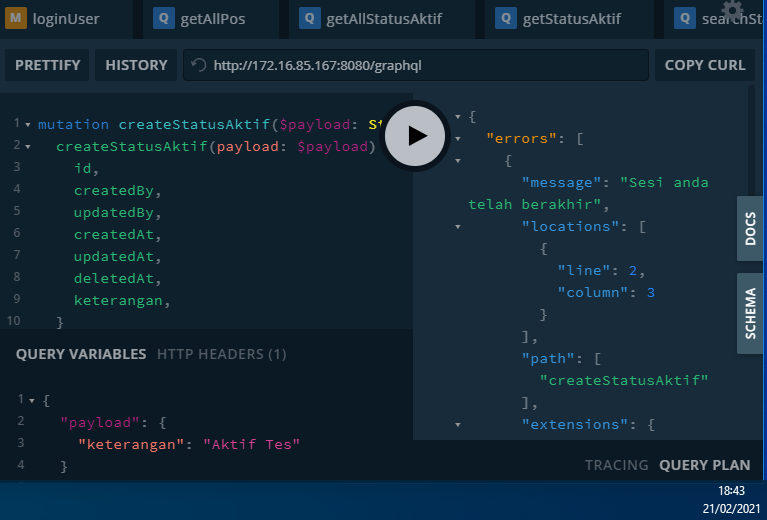 M loginUser Q getAllPos Q getAllStatusAktif Q getStatusAktif Q searchSt
PRETTIFY HISTORY http://172.16.85.167:8080/graphql COPY CURL
1 mutation createStatusAktif($payload: St
2 createStatusAktif(payload: $payload)
3 id,
4 createdBy,
5 updatedBy,
6 createdAt,
7 updatedAt,
8 deletedAt,
9 keterangan,
10 }
{
"errors": [
{
"message": "Sesi anda
telah berakhir",
"locations": [
{
"line": 2,
"column": 3
}
],
"path": [
"createStatusAktif"
],
"extensions": {
DOCS
SCHEMA
QUERY VARIABLES HTTP HEADERS (1)
1 {
2 "payload": {
3 "keterangan": "Aktif Tes"
4 }
TRACING QUERY PLAN
18:43
21/02/2021